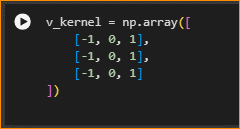 v_kernel = np.array([
    [-1, 0, 1],
    [-1, 0, 1],
    [-1, 0, 1]
])